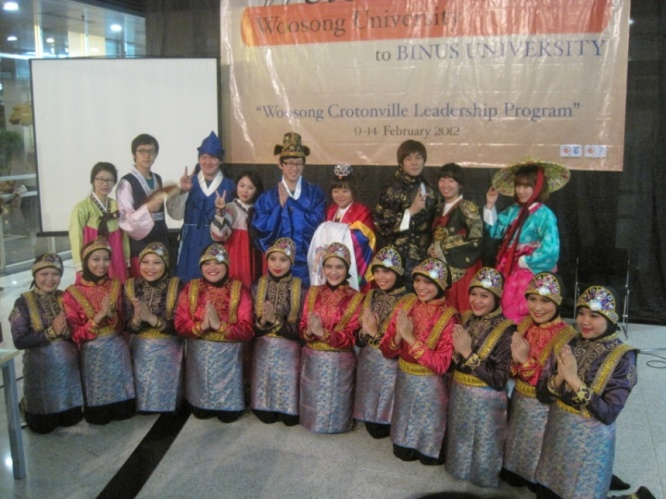 Woosong University
to BINUS UNIVERSITY
"Woosong Crotonville Leadership Program"
9-14 February 2012